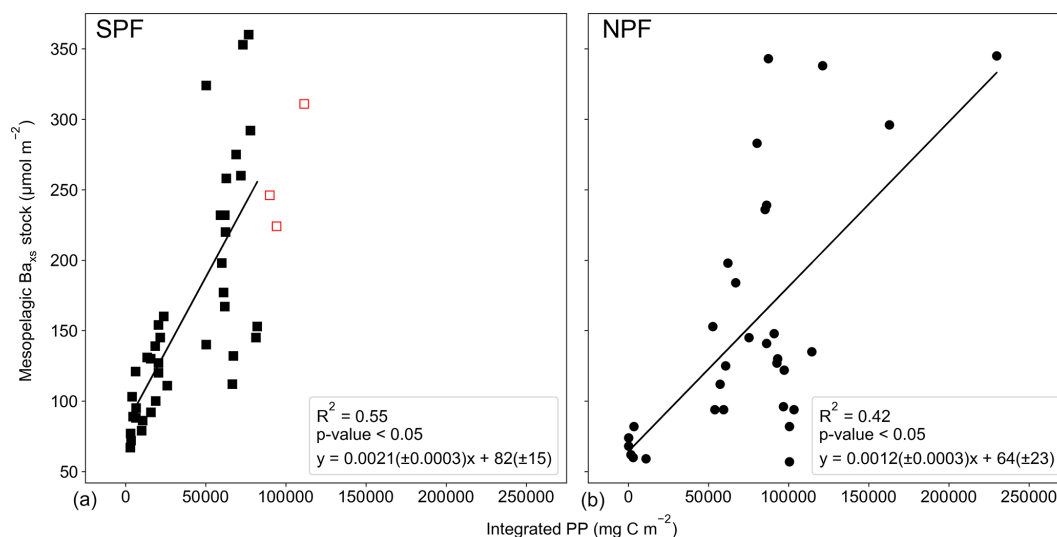 SPF
NPF
350
300
250
200
150
100
50
Mesopelagic Baxs stock (µmol m−2)
R2 = 0.55
p-value < 0.05
y = 0.0021(±0.0003)x + 82(±15)
R2 = 0.42
p-value < 0.05
y = 0.0012(±0.0003)x + 64(±23)
(a)
(b)
0 50000 100000 150000 200000 250000
0 50000 100000 150000 200000 250000
Integrated PP (mg C m−2)